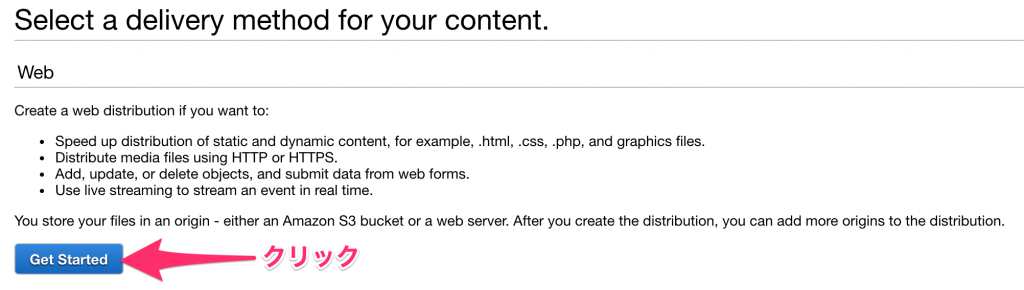 Select a delivery method for your content.
Web
Create a web distribution if you want to:
• Speed up distribution of static and dynamic content, for example, .html, .css, .php, and graphics files.
• Distribute media files using HTTP or HTTPS.
• Add, update, or delete objects, and submit data from web forms.
• Use live streaming to stream an event in real time.
You store your files in an origin - either an Amazon S3 bucket or a web server. After you create the distribution, you can add more origins to the distribution.
Get Started クリック